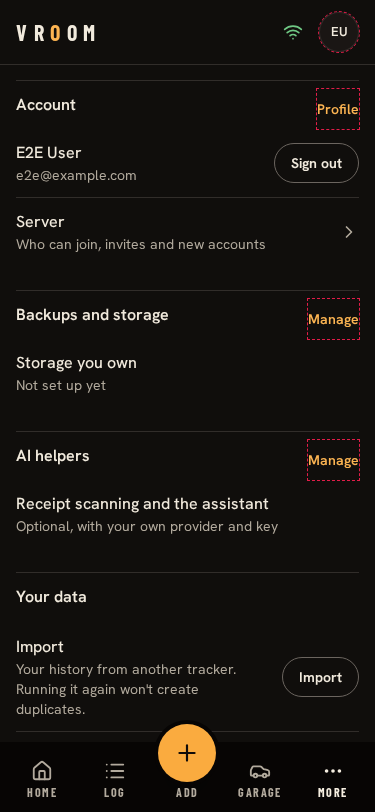 VROOM
EU
Account
Profile
E2E User
e2e@example.com
Sign out
Server
Who can join, invites and new accounts
Backups and storage
Manage
Storage you own
Not set up yet
AI helpers
Manage
Receipt scanning and the assistant
Optional, with your own provider and key
Your data
Import
Your history from another tracker.
Running it again won't create
duplicates.
Import
HOME
LOG
ADD
GARAGE
MORE